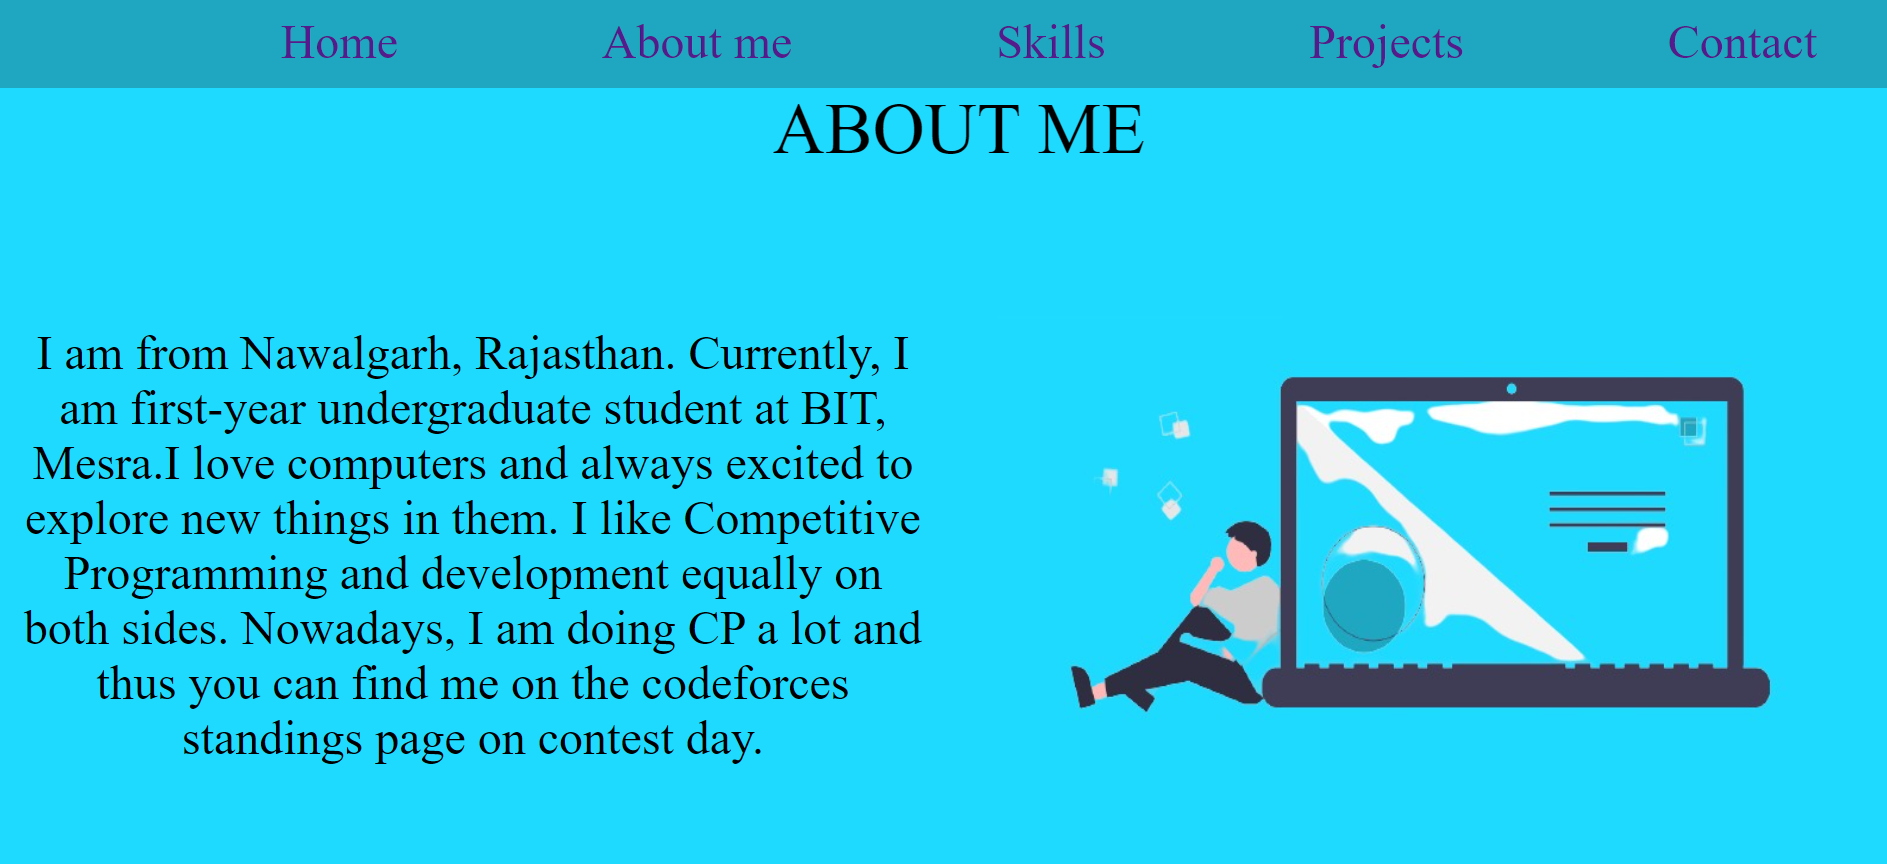 Home About me Skills Projects Contact
ABOUT ME
I am from Nawalgarh, Rajasthan. Currently, I
am first-year undergraduate student at BIT,
Mesra.I love computers and always excited to
explore new things in them. I like Competitive
Programming and development equally on
both sides. Nowadays, I am doing CP a lot and
thus you can find me on the codeforces
standings page on contest day.